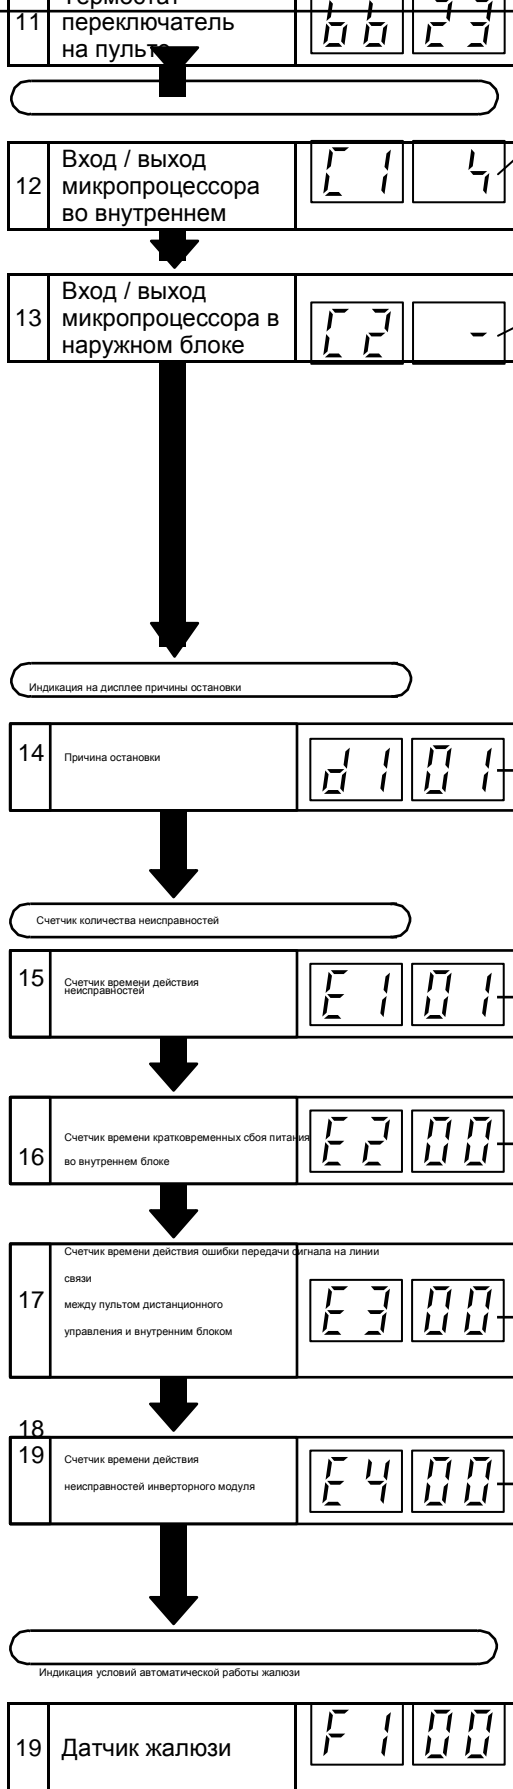 Термостат
11 переключатель
на пульте
bb 23
12 Вход / выход
микропроцессора
во внутреннем
C1 4
13 Вход / выход
микропроцессора в
наружном блоке
C2 -
Индикация на дисплее причины остановки
14 Причина остановки
d1 01
Счетчик количества неисправностей
15 Счетчик времени действия
неисправностей
E1 01
16 Счетчик времени кратковременных сбоя питания
во внутреннем блоке
E2 00
17 Счетчик времени действия ошибки передачи сигнала на линии
связи
между пультом дистанционного
управления и внутренним блоком
E3 00
18
19 Счетчик времени действия
неисправностей инверторного модуля
E4 00
Индикация условий автоматической работы жалюзи
19 Датчик жалюзи
F1 00